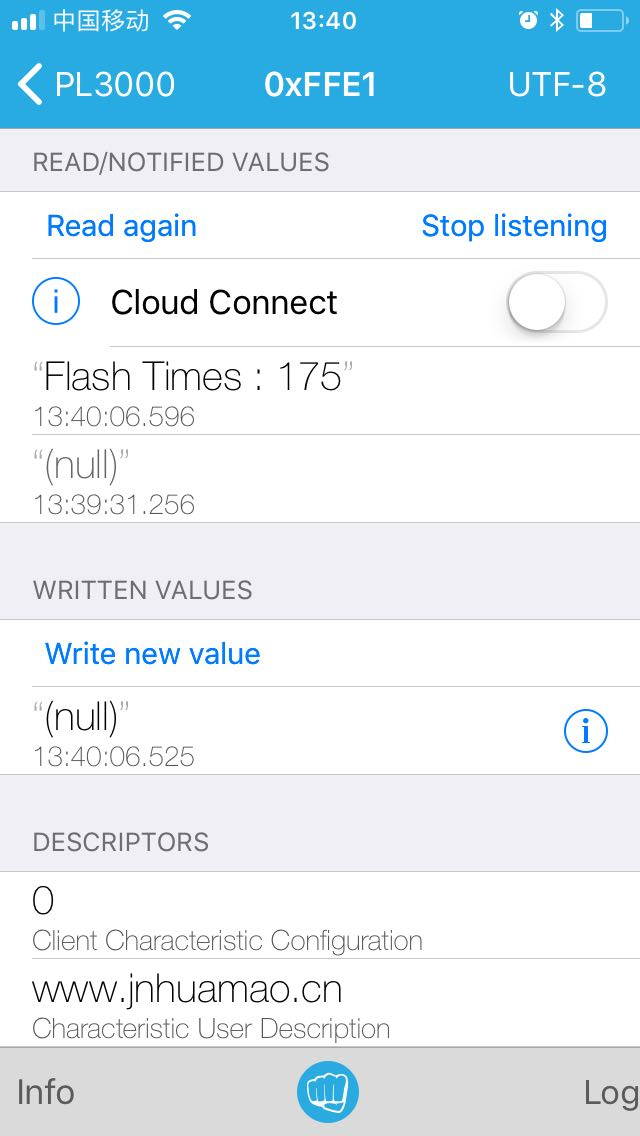 中国移动
13:40
PL3000
0xFFE1
UTF-8
READ/NOTIFIED VALUES
Read again
Stop listening
i Cloud Connect
“Flash Times : 175”
13:40:06.596
“(null)”
13:39:31.256
WRITTEN VALUES
Write new value
“(null)”
i
13:40:06.525
DESCRIPTORS
0
Client Characteristic Configuration
www.jnhuamao.cn
Characteristic User Description
Info
Log